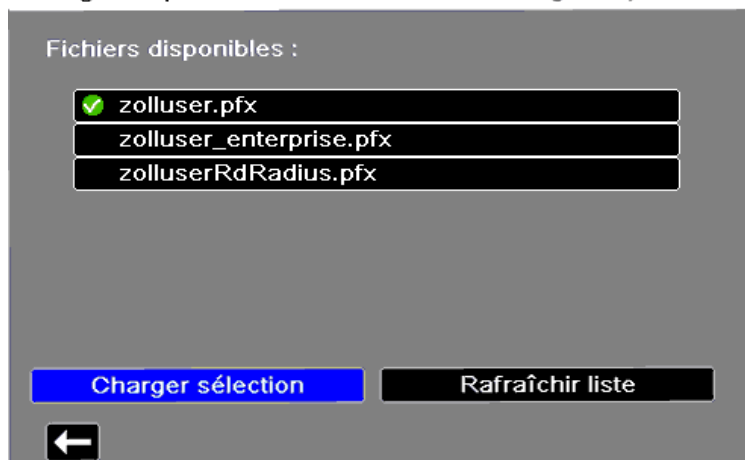 Fichiers disponibles :
zolluser.pfx
zolluser_enterprise.pfx
zolluserRdRadius.pfx
Charger sélection
Rafraîchir liste